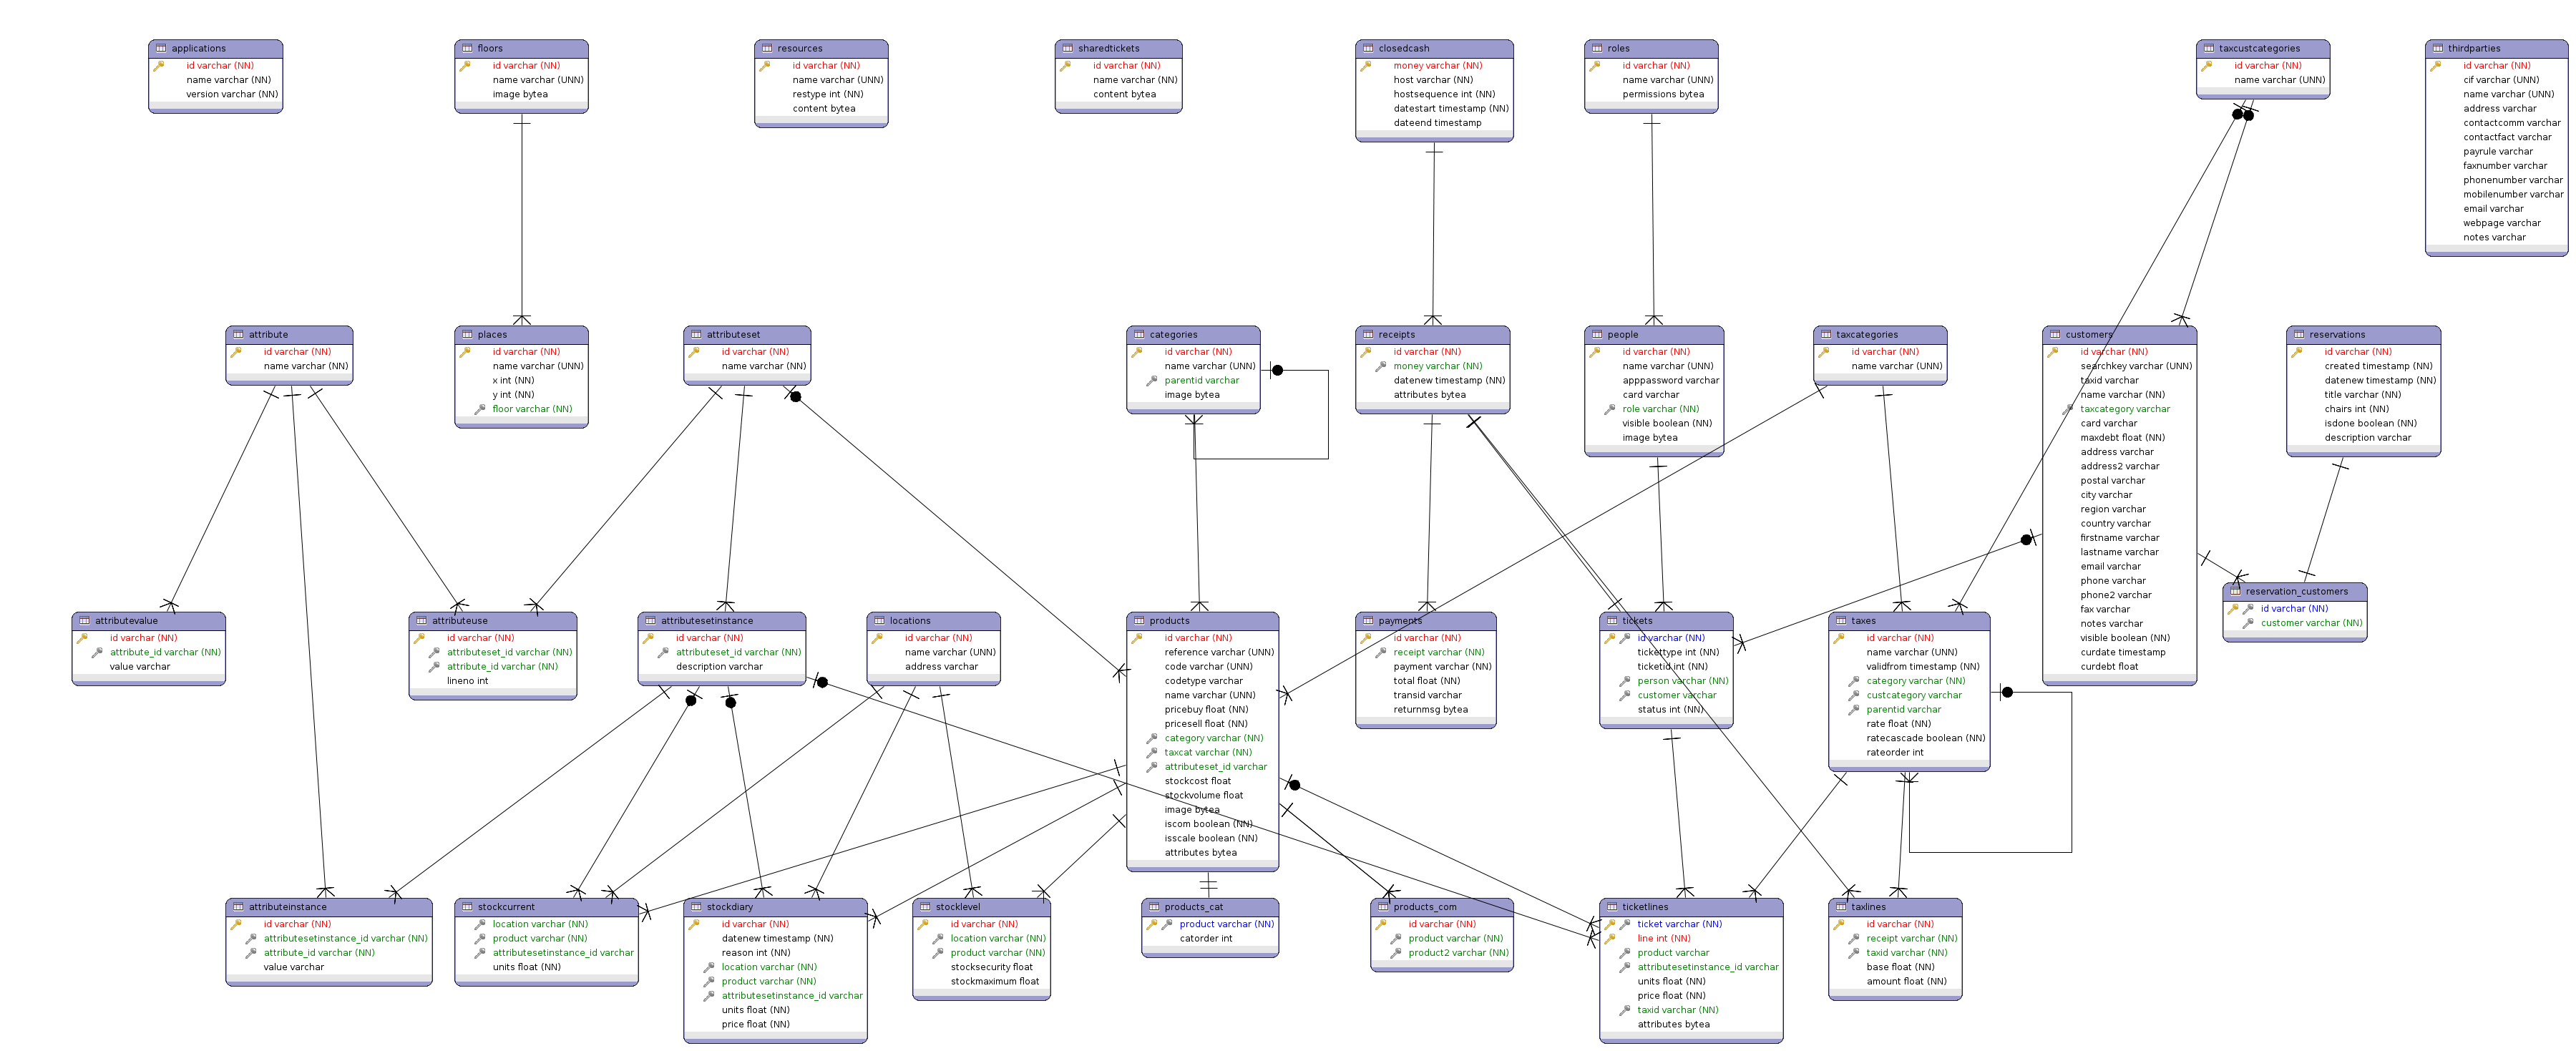 applications
id varchar (NN)
name varchar (NN)
version varchar (NN)
floors
id varchar (NN)
name varchar (UNN)
image bytea
resources
id varchar (NN)
name varchar (UNN)
restype int (NN)
content bytea
sharedtickets
id varchar (NN)
name varchar (NN)
content bytea
closedcash
money varchar (NN)
host varchar (NN)
hostsequence int (NN)
datestart timestamp (NN)
dateend timestamp
roles
id varchar (NN)
name varchar (UNN)
permissions bytea
taxcustcategories
id varchar (NN)
name varchar (UNN)
thirdparties
id varchar (NN)
cif varchar (UNN)
name varchar (UNN)
address varchar
contactcomm varchar
contactfact varchar
payrule varchar
faxnumber varchar
phonenumber varchar
mobilenumber varchar
email varchar
webpage varchar
notes varchar
attribute
id varchar (NN)
name varchar (NN)
places
id varchar (NN)
name varchar (UNN)
x int (NN)
y int (NN)
floor varchar (NN)
attributeset
id varchar (NN)
name varchar (NN)
categories
id varchar (NN)
name varchar (UNN)
parentid varchar
image bytea
receipts
id varchar (NN)
money varchar (NN)
datenew timestamp (NN)
attributes bytea
people
id varchar (NN)
name varchar (UNN)
apppassword varchar
card varchar
role varchar (NN)
visible boolean (NN)
image bytea
taxcategories
id varchar (NN)
name varchar (UNN)
customers
id varchar (NN)
searchkey varchar (UNN)
taxid varchar
name varchar (NN)
taxcategory varchar
card varchar
maxdebt float (NN)
address varchar
address2 varchar
postal varchar
city varchar
region varchar
country varchar
firstname varchar
lastname varchar
email varchar
phone varchar
phone2 varchar
fax varchar
notes varchar
visible boolean (NN)
curdate timestamp
curdebt float
reservations
id varchar (NN)
created timestamp (NN)
datenew timestamp (NN)
title varchar (NN)
chairs int (NN)
isdone boolean (NN)
description varchar
reservation_customers
id varchar (NN)
customer varchar (NN)
attributevalue
id varchar (NN)
attribute_id varchar (NN)
value varchar
attributeuse
id varchar (NN)
attributeset_id varchar (NN)
attribute_id varchar (NN)
lineno int
attributesetinstance
id varchar (NN)
attributeset_id varchar (NN)
description varchar
locations
id varchar (NN)
name varchar (UNN)
address varchar
products
id varchar (NN)
reference varchar (UNN)
code varchar (UNN)
codetype varchar
name varchar (UNN)
pricebuy float (NN)
pricesell float (NN)
category varchar (NN)
taxcat varchar (NN)
attributeset_id varchar
stockcost float
stockvolume float
image bytea
iscom boolean (NN)
isscale boolean (NN)
attributes bytea
payments
id varchar (NN)
receipt varchar (NN)
payment varchar (NN)
total float (NN)
transid varchar
returnmsg bytea
tickets
id varchar (NN)
tickettype int (NN)
ticketid int (NN)
person varchar (NN)
customer varchar
status int (NN)
taxes
id varchar (NN)
name varchar (UNN)
validfrom timestamp (NN)
category varchar (NN)
custcategory varchar
parentid varchar
rate float (NN)
ratecascade boolean (NN)
rateorder int
attributeinstance
id varchar (NN)
attributesetinstance_id varchar (NN)
attribute_id varchar (NN)
value varchar
stockcurrent
location varchar (NN)
product varchar (NN)
attributesetinstance_id varchar
units float (NN)
stockdiary
id varchar (NN)
datenew timestamp (NN)
reason int (NN)
location varchar (NN)
product varchar (NN)
attributesetinstance_id varchar
units float (NN)
price float (NN)
stocklevel
id varchar (NN)
location varchar (NN)
product varchar (NN)
stocksecurity float
stockmaximum float
products_cat
product varchar (NN)
catorder int
products_com
id varchar (NN)
product varchar (NN)
product2 varchar (NN)
ticketlines
ticket varchar (NN)
line int (NN)
product varchar
attributesetinstance_id varchar
units float (NN)
price float (NN)
taxid varchar (NN)
attributes bytea
taxlines
id varchar (NN)
receipt varchar (NN)
taxid varchar (NN)
base float (NN)
amount float (NN)